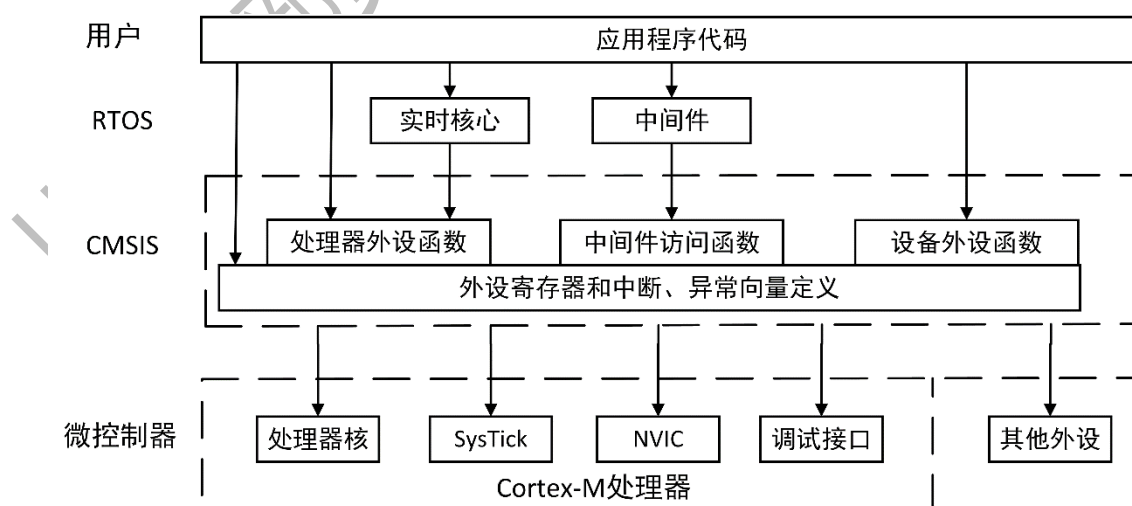 用户
应用程序代码
RTOS
实时核心
中间件
CMSIS
处理器外设函数
中间件访问函数
设备外设函数
外设寄存器和中断、异常向量定义
微控制器
处理器核
SysTick
NVIC
调试接口
其他外设
Cortex-M处理器